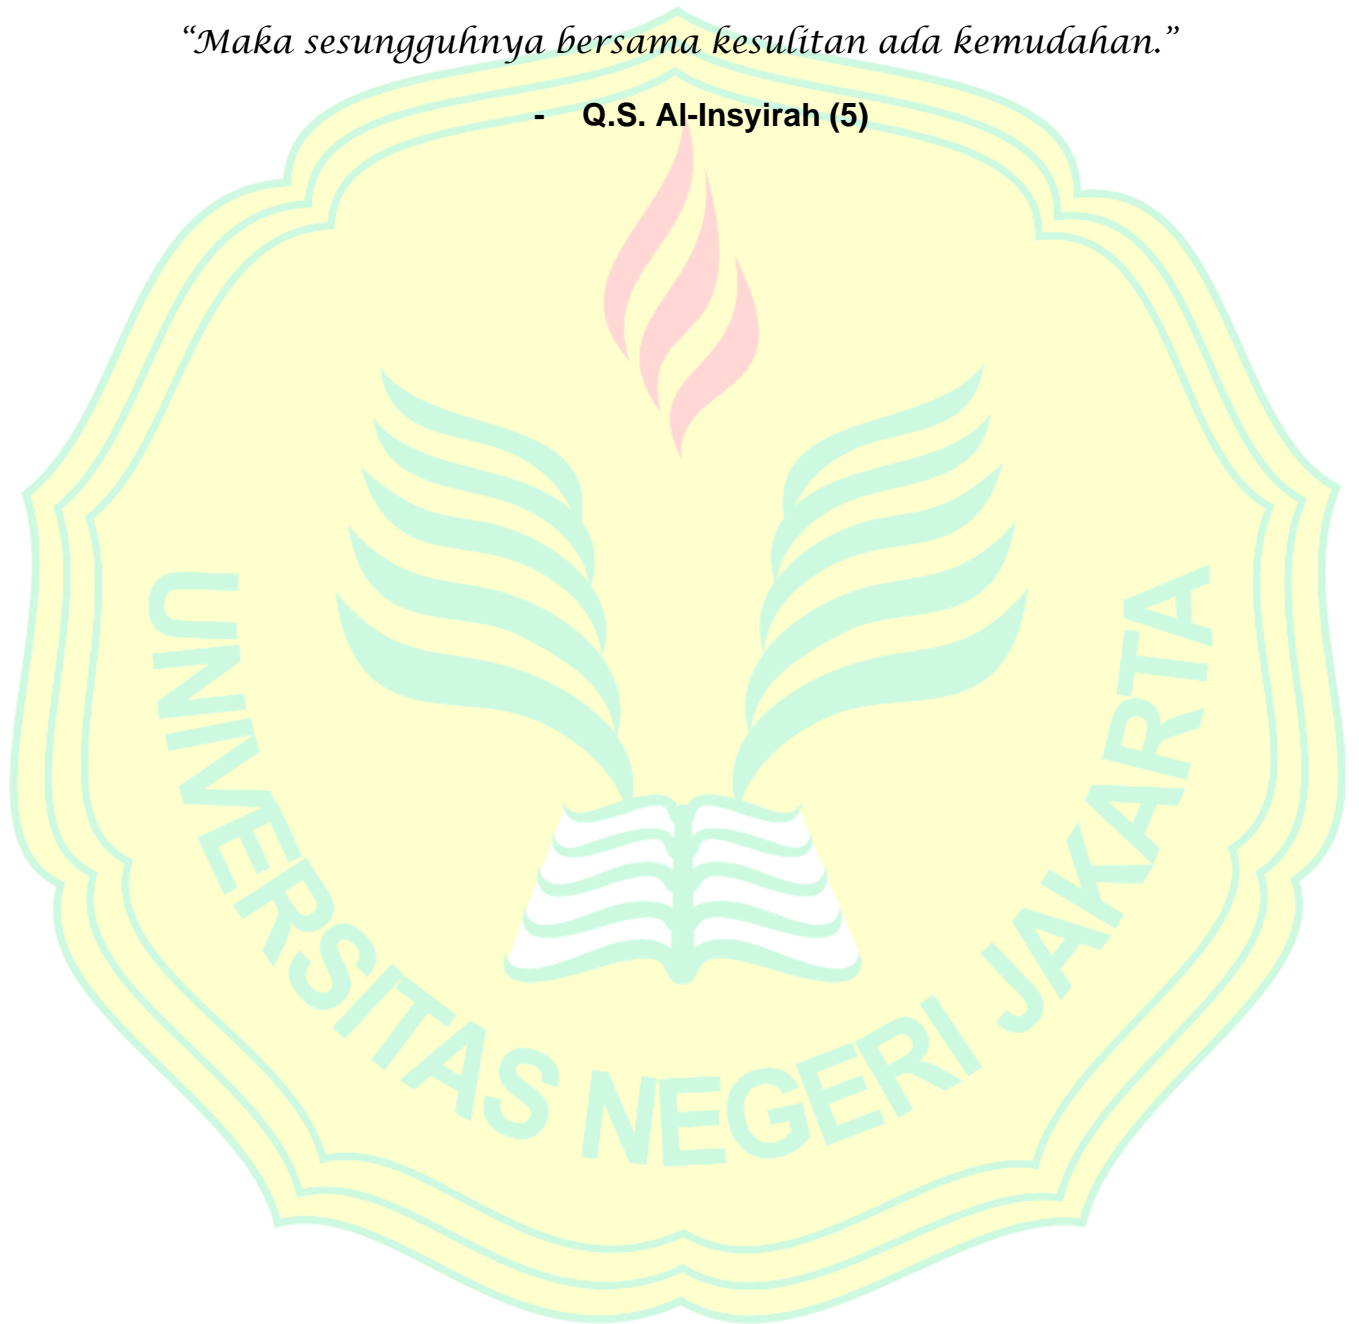 “Maka sesungguhnya bersama kesulitan ada kemudahan.”
- Q.S. Al-Insyirah (5)
UNIVERSITAS NEGERI JAKARTA